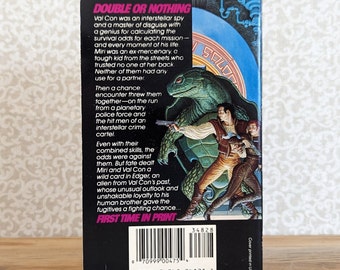 DOUBLE OR NOTHING
Val Con was an interstellar spy
and a master of disguise with
a genius for calculating the
survival odds for each mission—
and every moment of his life.
Miri was an ex-mercenary, a
tough kid from the streets who
trusted no one at her back.
Neither of them had any
use for a partner.
Then a chance
encounter threw them
together—on the run
from a planetary
police force and
the hit men of an
interstellar crime
cartel.
Even with their
combined skills, the
odds were against
them. But fate dealt
Miri and Val Con a
wild card in Edger, an
alien from Val Con's past,
whose unusual outlook and
unshakable loyalty to his
human brother gave the
fugitives a fighting chance...
FIRST TIME IN PRINT
34828
70999 00475